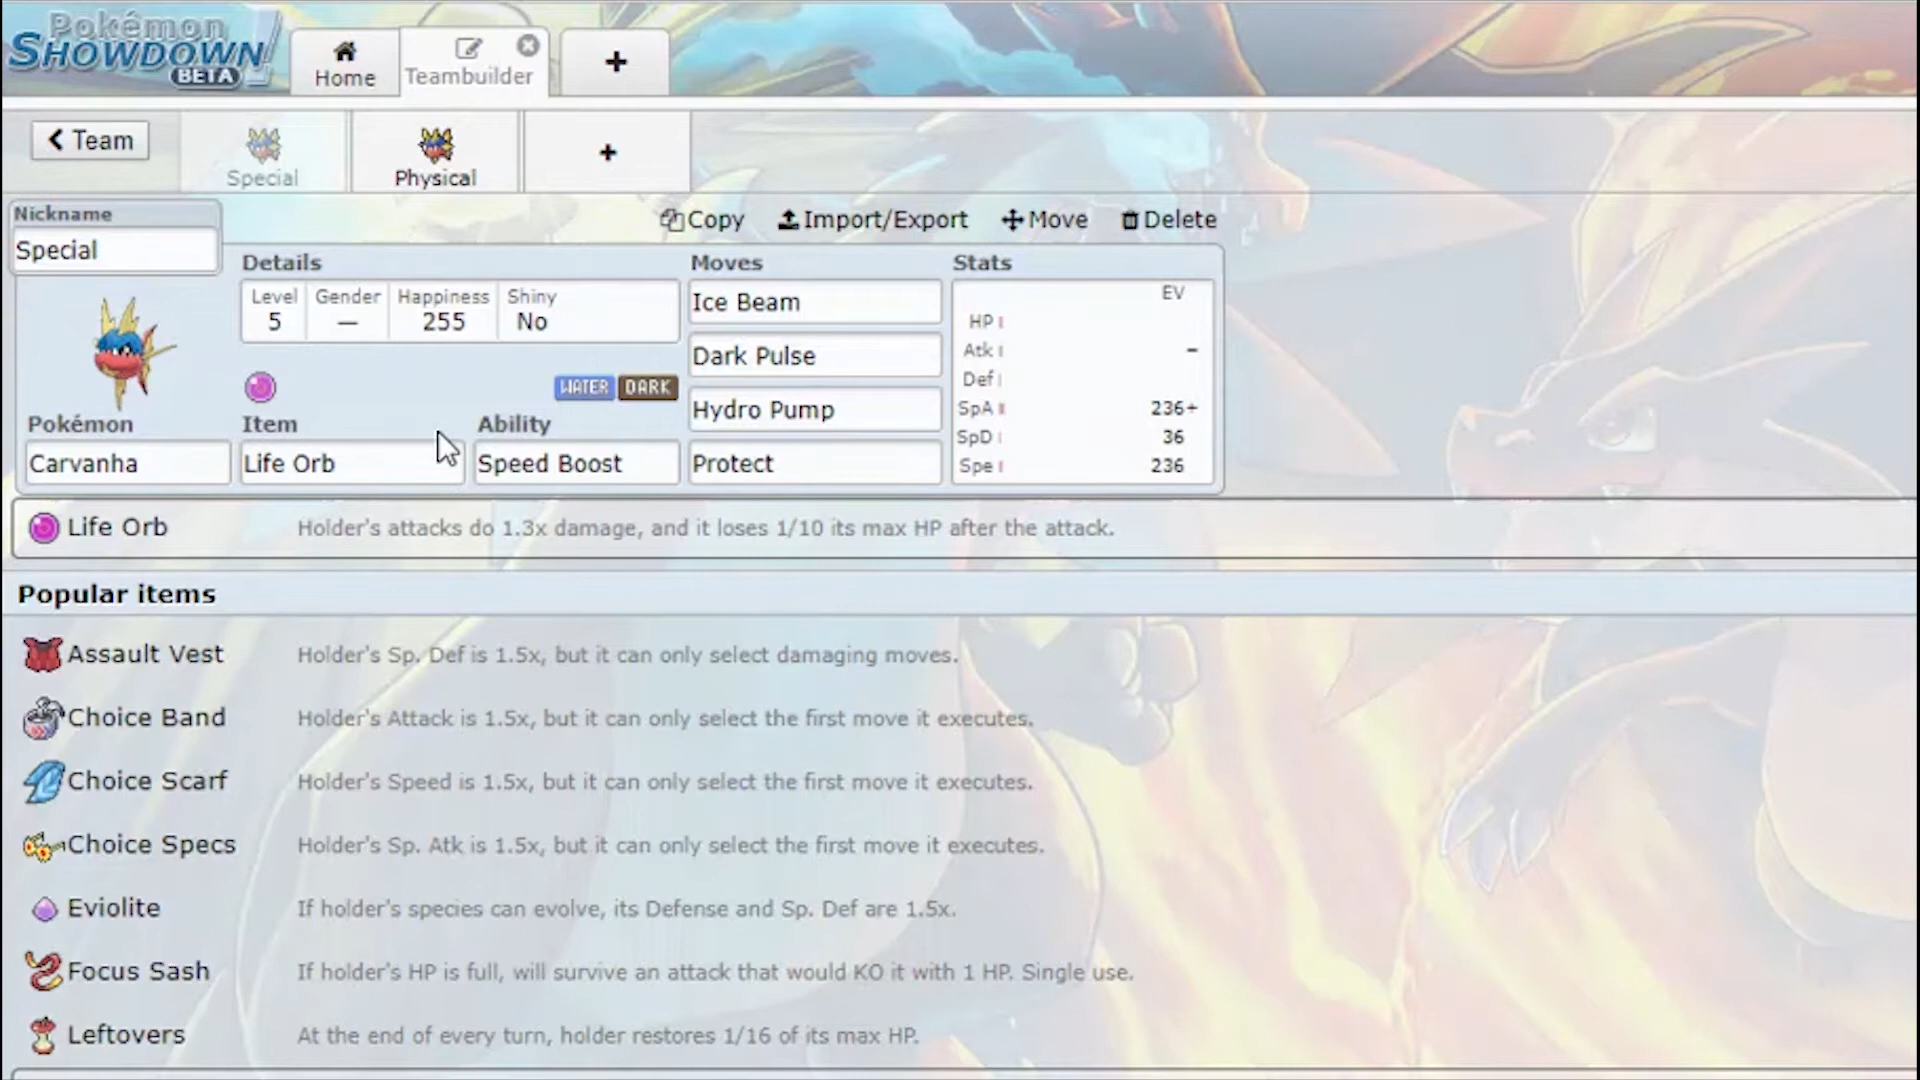 Pokémon
SHOWDOWN
BETA
Home
Teambuilder
+
Team
Special
Physical
+
Nickname
Special
Copy
Import/Export
Move
Delete
Details
Moves
Stats
Level
Gender
Happiness
Shiny
5
—
255
No
Ice Beam
Dark Pulse
Hydro Pump
Protect
EV
HP
Atk –
Def
SpA 236+
SpD 36
Spe 236
WATER DARK
Pokémon
Item
Ability
Carvanha
Life Orb
Speed Boost
Life Orb Holder's attacks do 1.3x damage, and it loses 1/10 its max HP after the attack.
Popular items
Assault Vest Holder's Sp. Def is 1.5x, but it can only select damaging moves.
Choice Band Holder's Attack is 1.5x, but it can only select the first move it executes.
Choice Scarf Holder's Speed is 1.5x, but it can only select the first move it executes.
Choice Specs Holder's Sp. Atk is 1.5x, but it can only select the first move it executes.
Eviolite If holder's species can evolve, its Defense and Sp. Def are 1.5x.
Focus Sash If holder's HP is full, will survive an attack that would KO it with 1 HP. Single use.
Leftovers At the end of every turn, holder restores 1/16 of its max HP.